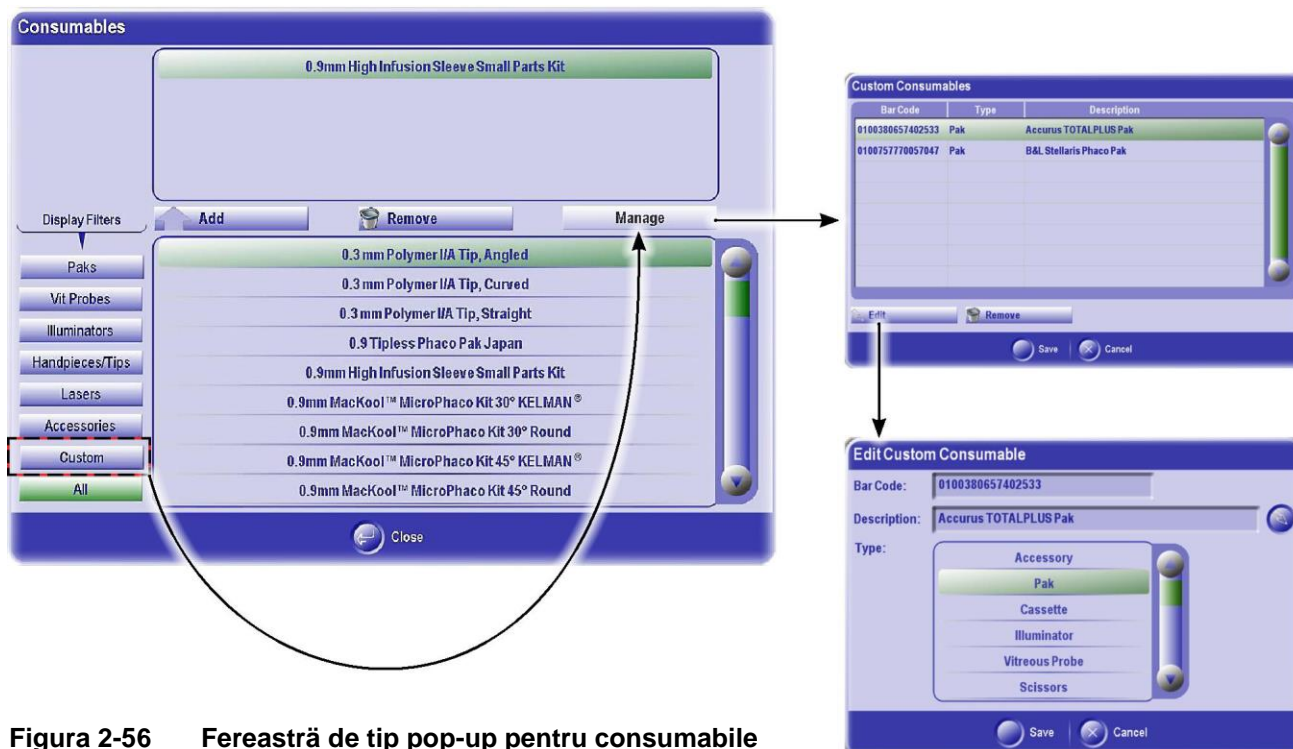 Consumables
0.9mm High Infusion Sleeve Small Parts Kit
Display Filters
Add
Remove
Manage
Paks
Vit Probes
Illuminators
Handpieces/Tips
Lasers
Accessories
Custom
All
0.3 mm Polymer I/A Tip, Angled
0.3 mm Polymer I/A Tip, Curved
0.3 mm Polymer I/A Tip, Straight
0.9 Tipless Phaco Pak Japan
0.9mm High Infusion Sleeve Small Parts Kit
0.9mm MacKool™ MicroPhaco Kit 30° KELMAN®
0.9mm MacKool™ MicroPhaco Kit 30° Round
0.9mm MacKool™ MicroPhaco Kit 45° KELMAN®
0.9mm MacKool™ MicroPhaco Kit 45° Round
Close
Custom Consumables
Bar Code Type Description
0100380657402533 Pak Accurus TOTALPLUS Pak
0100757770057047 Pak B&L Stellaris Phaco Pak
Edit Remove
Save Cancel
Edit Custom Consumable
Bar Code: 0100380657402533
Description: Accurus TOTALPLUS Pak
Type:
Accessory
Pak
Cassette
Illuminator
Vitreous Probe
Scissors
Save Cancel
Figura 2-56 Fereastră de tip pop-up pentru consumabile